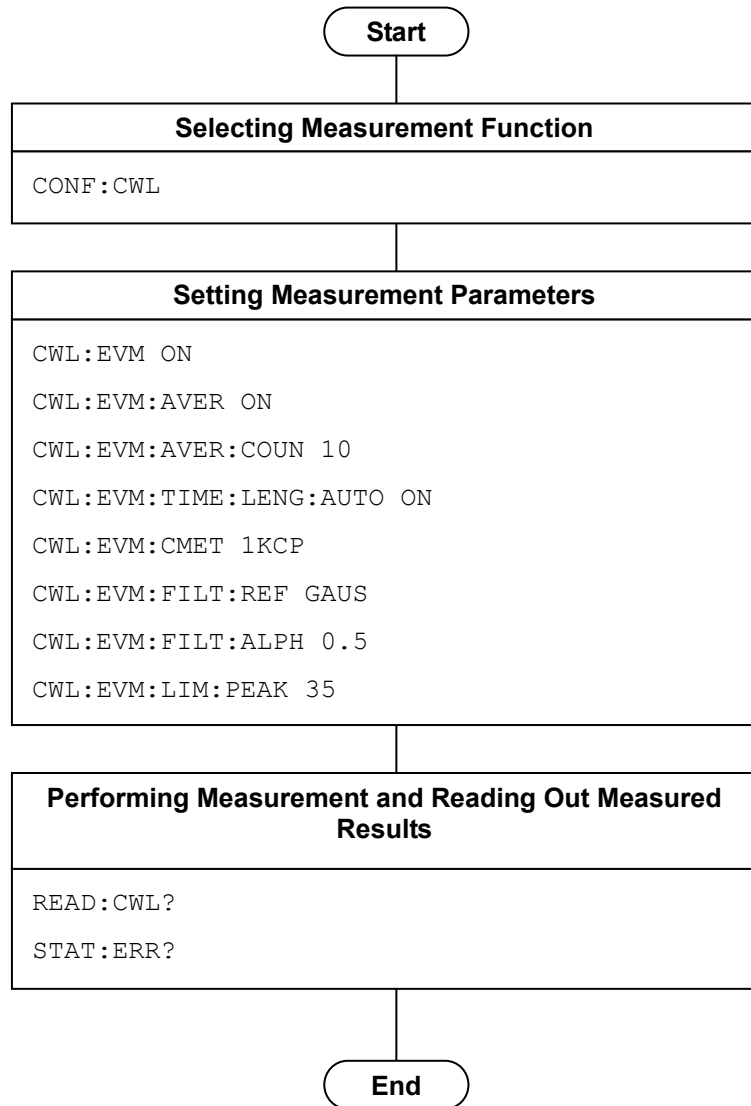 Start
Selecting Measurement Function
CONF:CWL
Setting Measurement Parameters
CWL:EVM ON
CWL:EVM:AVER ON
CWL:EVM:AVER:COUN 10
CWL:EVM:TIME:LENG:AUTO ON
CWL:EVM:CMET 1KCP
CWL:EVM:FILT:REF GAUS
CWL:EVM:FILT:ALPH 0.5
CWL:EVM:LIM:PEAK 35
Performing Measurement and Reading Out Measured
Results
READ:CWL?
STAT:ERR?
End